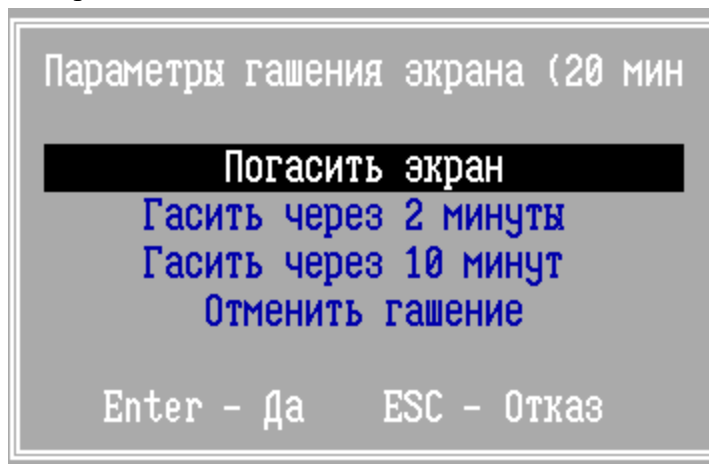 Параметры гашения экрана (20 мин
Погасить экран
Гасить через 2 минуты
Гасить через 10 минут
Отменить гашение
Enter - Да    ESC - Отказ